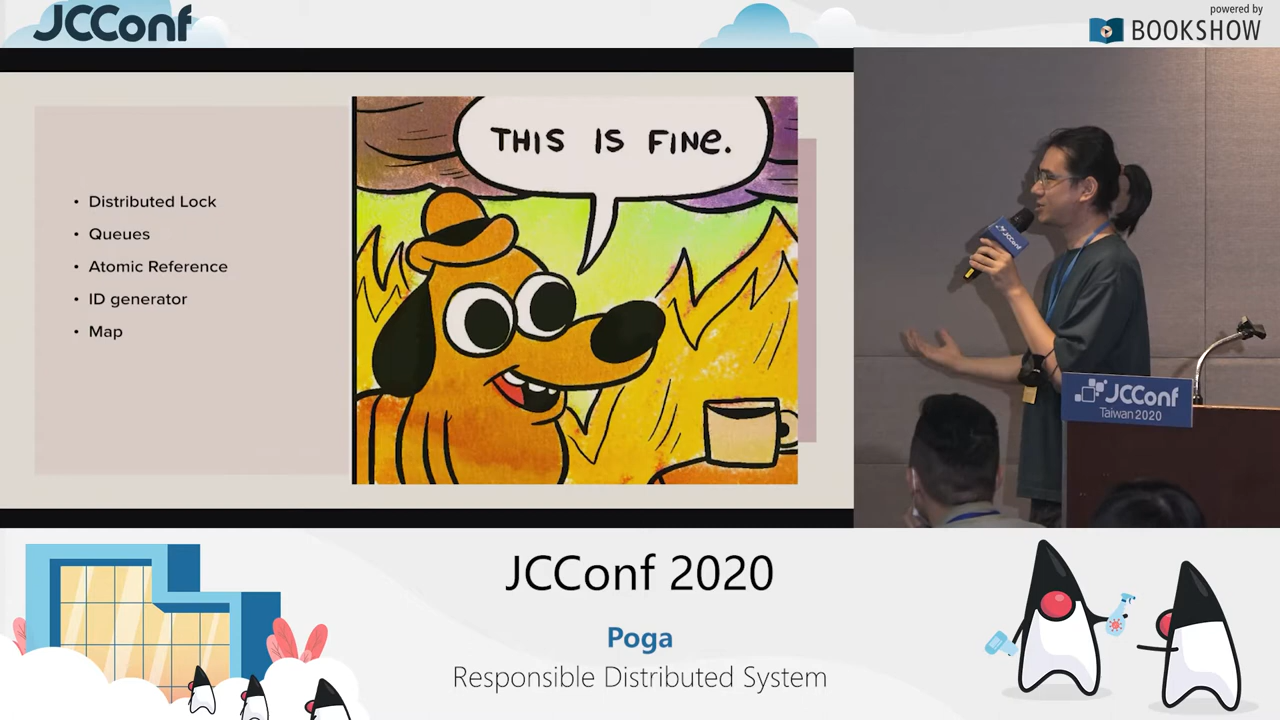 JCConf
powered by
BOOKSHOW
THIS IS FINE.
• Distributed Lock
• Queues
• Atomic Reference
• ID generator
• Map
JCConf
JCConf
Taiwan 2020
JCConf 2020
Poga
Responsible Distributed System